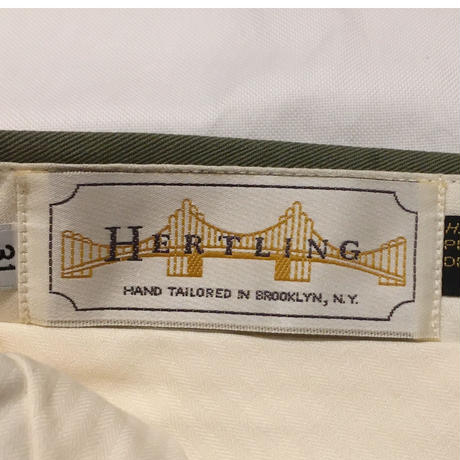 HERTLING
HAND TAILORED IN BROOKLYN, N.Y.
31